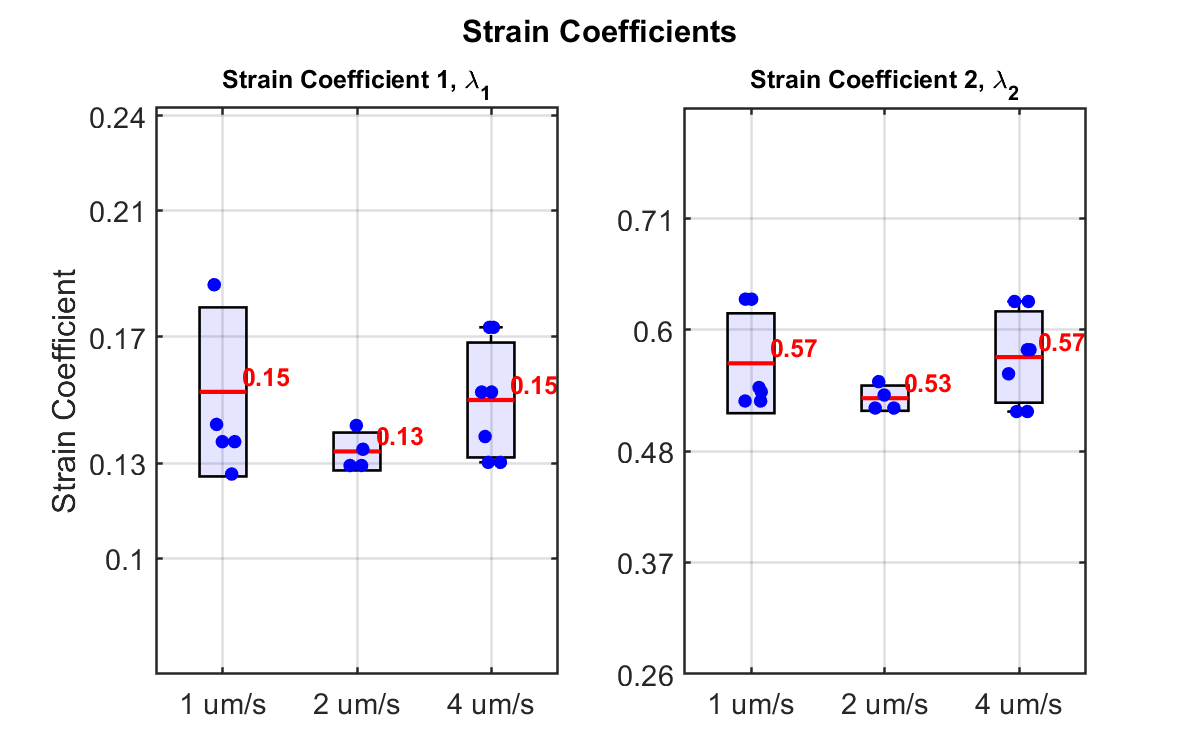 Strain Coefficients
Strain Coefficient 1, λ1
Strain Coefficient
0.24
0.21
0.17
0.13
0.1
0.15
0.13
0.15
1 um/s
2 um/s
4 um/s
Strain Coefficient 2, λ2
0.71
0.6
0.48
0.37
0.26
0.57
0.53
0.57
1 um/s
2 um/s
4 um/s